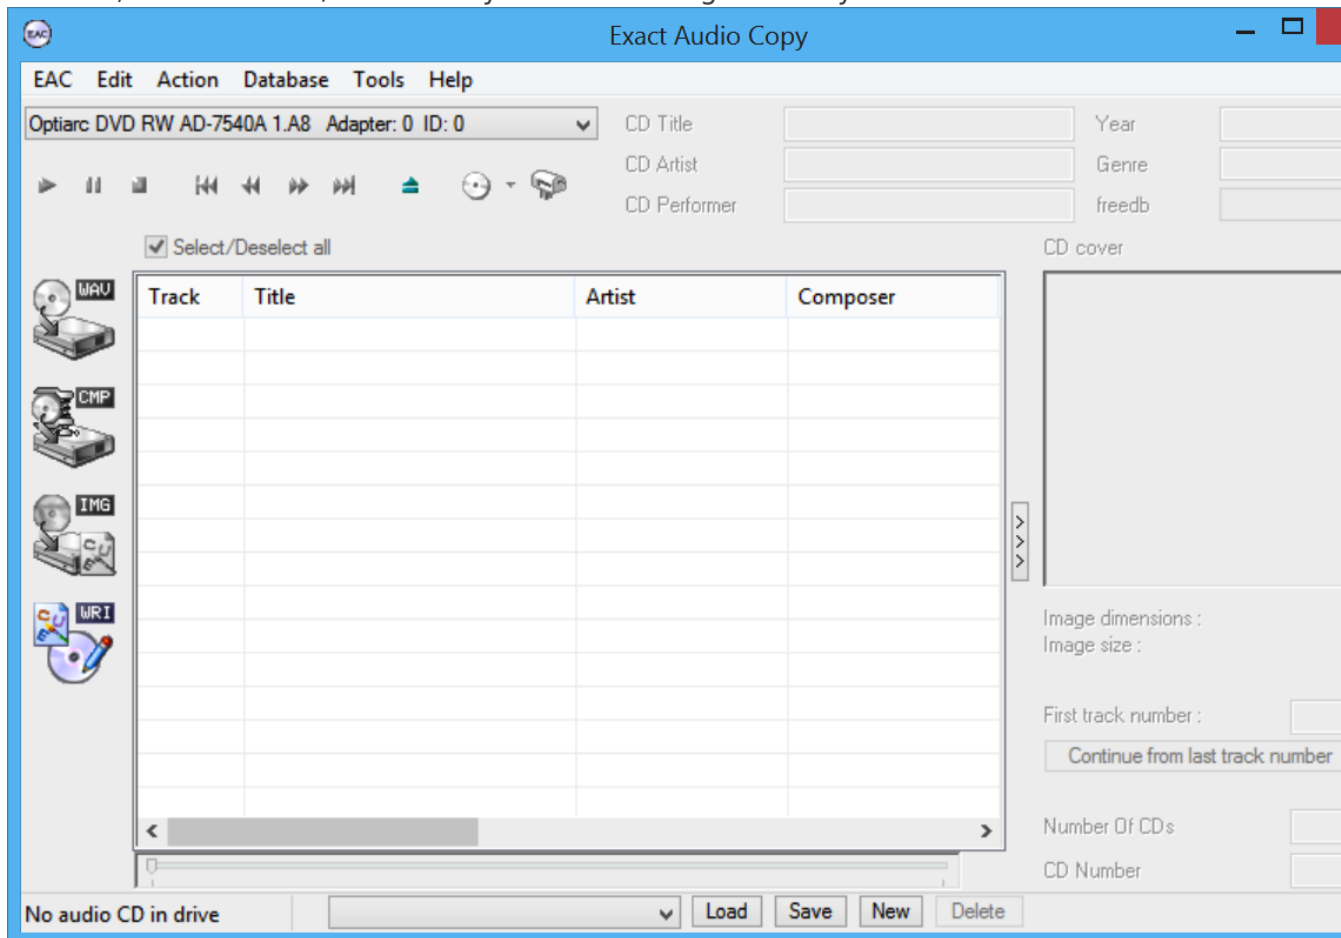 Exact Audio Copy
EAC Edit Action Database Tools Help
Optiarc DVD RW AD-7540A 1.A8 Adapter: 0 ID: 0
CD Title
Year
CD Artist
Genre
CD Performer
freedb
Select/Deselect all
CD cover
WAV
Track Title Artist Composer
CMP
IMG
WRI
Image dimensions :
Image size :
First track number :
Continue from last track number
Number Of CDs
CD Number
No audio CD in drive
Load Save New Delete